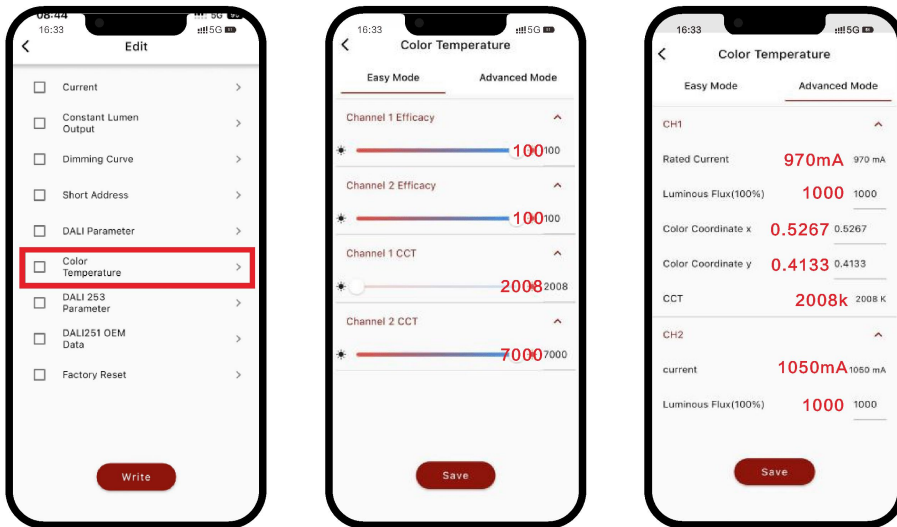 08:44
5G
16:33
5G
Edit
Current
Constant Lumen
Output
Dimming Curve
Short Address
DALI Parameter
Color
Temperature
DALI 253
Parameter
DALI251 OEM
Data
Factory Reset
Write
16:33
5G
Color Temperature
Easy Mode
Advanced Mode
Channel 1 Efficacy
100 100
Channel 2 Efficacy
100 100
Channel 1 CCT
2008 2008
Channel 2 CCT
7000 7000
Save
16:33
5G
Color Temperature
Easy Mode
Advanced Mode
CH1
Rated Current 970mA 970 mA
Luminous Flux(100%) 1000 1000
Color Coordinate x 0.5267 0.5267
Color Coordinate y 0.4133 0.4133
CCT 2008k 2008 K
CH2
current 1050mA 1050 mA
Luminous Flux(100%) 1000 1000
Save